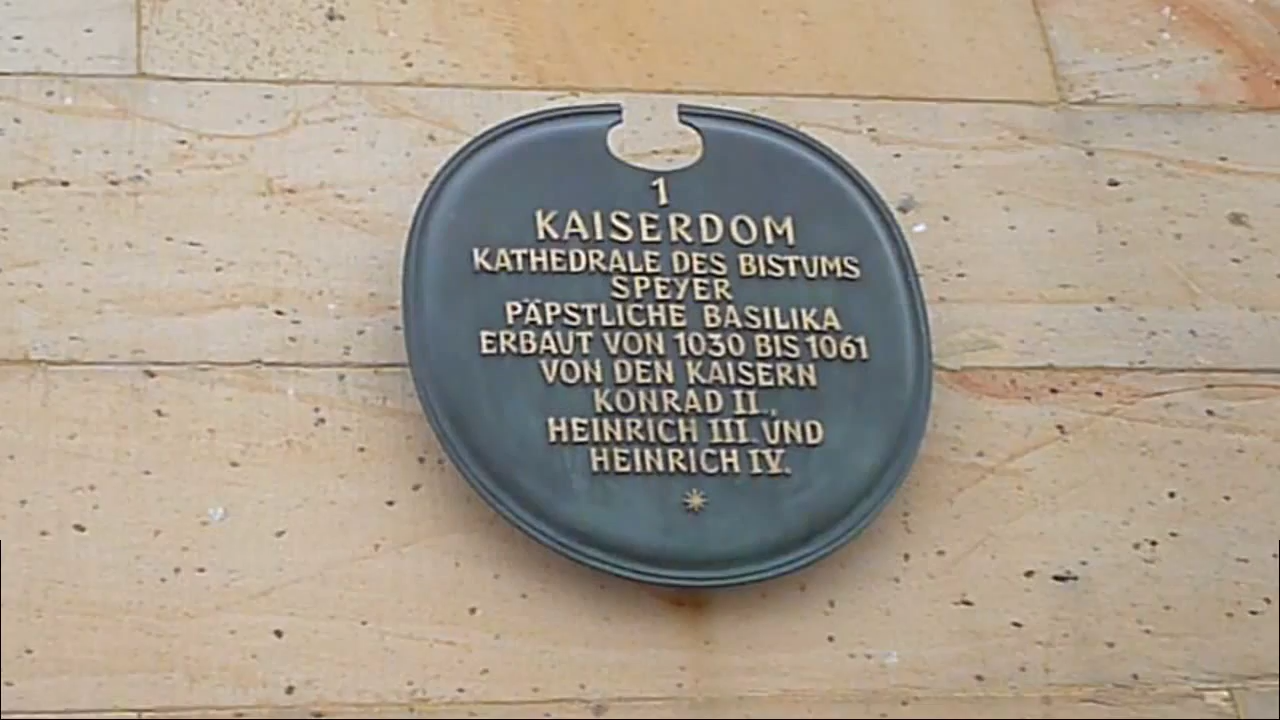 1
KAISERDOM
KATHEDRALE DES BISTUMS
SPEYER
PÄPSTLICHE BASILIKA
ERBAUT VON 1030 BIS 1061
VON DEN KAISERN
KONRAD II.,
HEINRICH III. UND
HEINRICH IV.